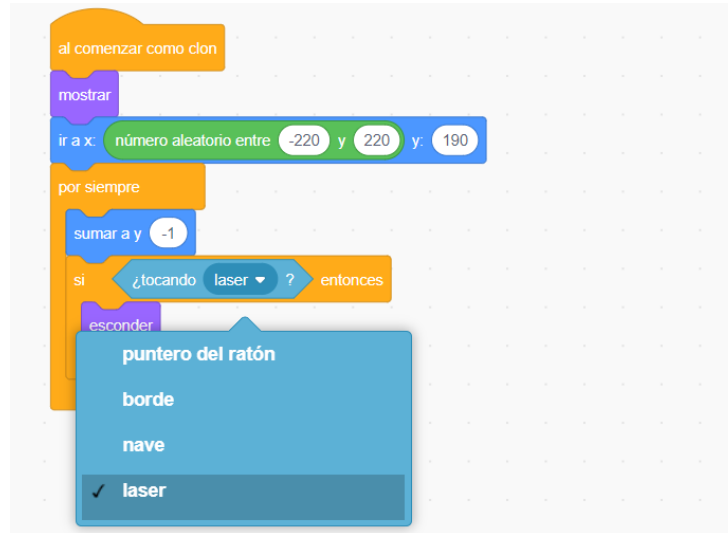 al comenzar como clon
mostrar
ir a x: número aleatorio entre -220 y 220 y: 190
por siempre
sumar a y -1
si ¿tocando laser ? entonces
esconder
puntero del ratón
borde
nave
✓ laser